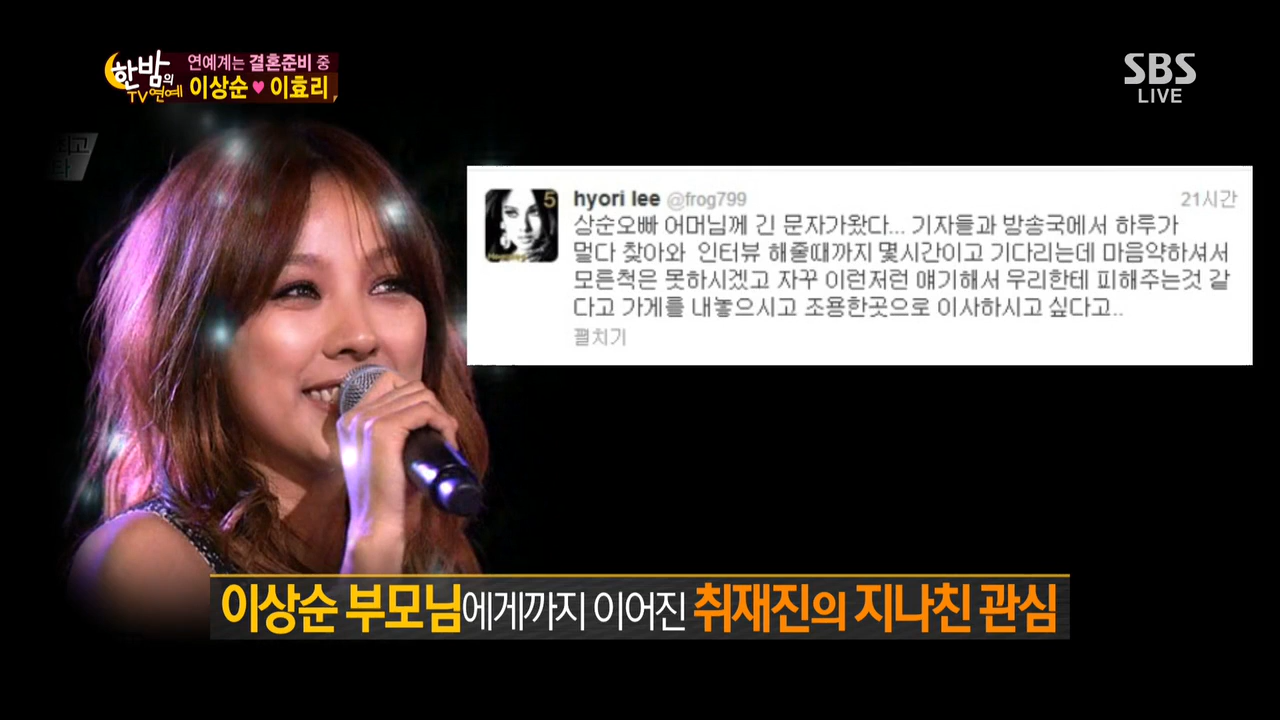 한밤의
TV연예
연예계는 결혼준비 중
이상순♥이효리
SBS
LIVE
최고
다
5
hyori lee @frog799
21시간
상순오빠 어머님께 긴 문자가왔다... 기자들과 방송국에서 하루가
멀다 찾아와 인터뷰 해줄때까지 몇시간이고 기다리는데 마음약하셔서
모른척은 못하시겠고 자꾸 이런저런 얘기해서 우리한테 피해주는것 같
다고 가게를 내놓으시고 조용한곳으로 이사하시고 싶다고..
펼치기
이상순 부모님에게까지 이어진 취재진의 지나친 관심